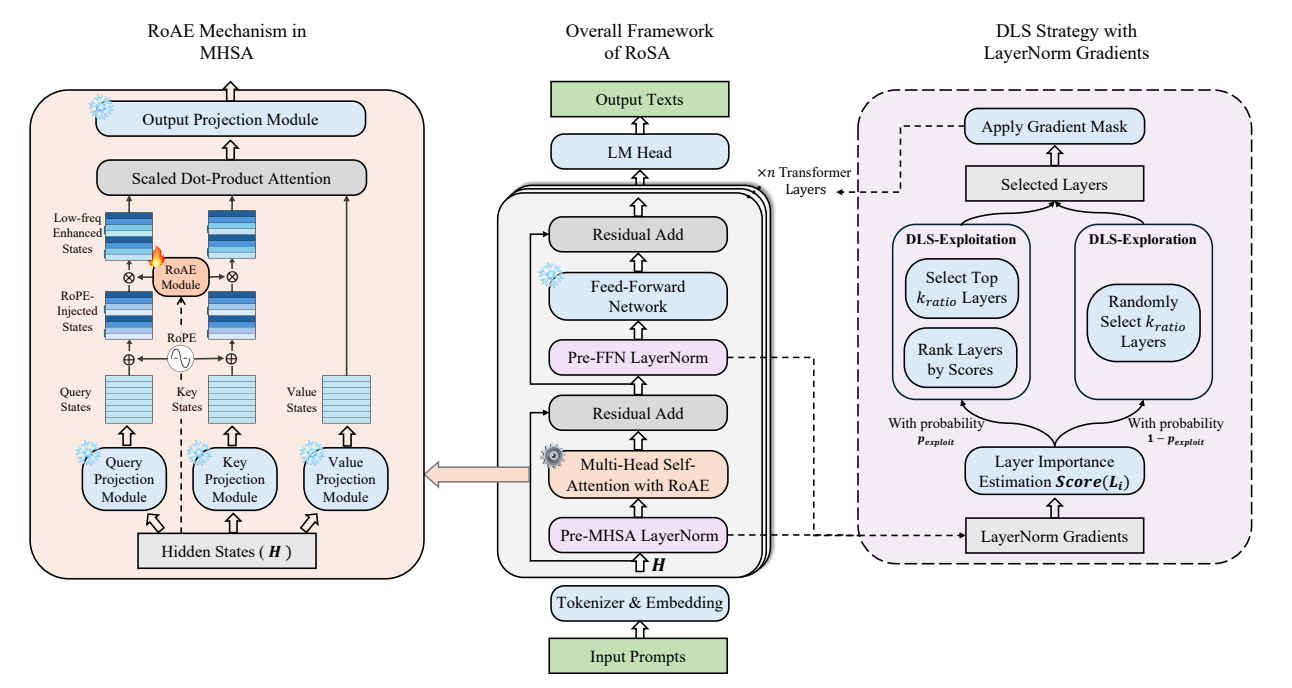 RoAE Mechanism in
MHSA
Output Projection Module
Scaled Dot-Product Attention
Low-freq
Enhanced
States
RoAE
Module
RoPE-
Injected
States
RoPE
Query
States
Key
States
Value
States
Query
Projection
Module
Key
Projection
Module
Value
Projection
Module
Hidden States ( H )
Overall Framework
of RoSA
Output Texts
LM Head
×n Transformer
Layers
Residual Add
Feed-Forward
Network
Pre-FFN LayerNorm
Residual Add
Multi-Head Self-
Attention with RoAE
Pre-MHSA LayerNorm
H
Tokenizer & Embedding
Input Prompts
DLS Strategy with
LayerNorm Gradients
Apply Gradient Mask
Selected Layers
DLS-Exploitation
Select Top
k_ratio Layers
Rank Layers
by Scores
DLS-Exploration
Randomly
Select k_ratio
Layers
With probability
p_exploit
With probability
1 − p_exploit
Layer Importance
Estimation Score(L_i)
LayerNorm Gradients